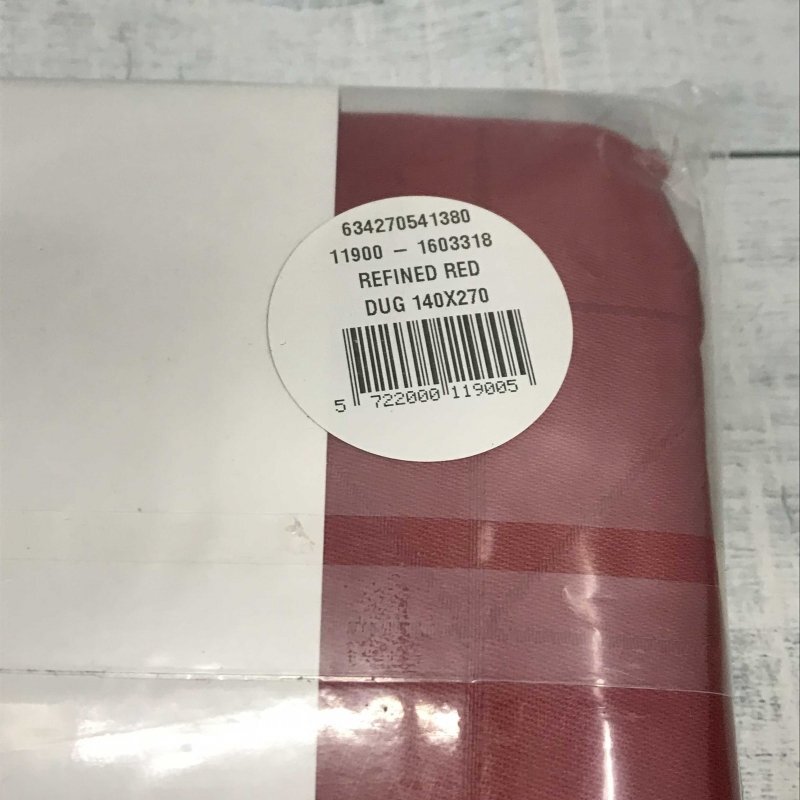 634270541380
11900 – 1603318
REFINED RED
DUG 140X270
5 722000 119005